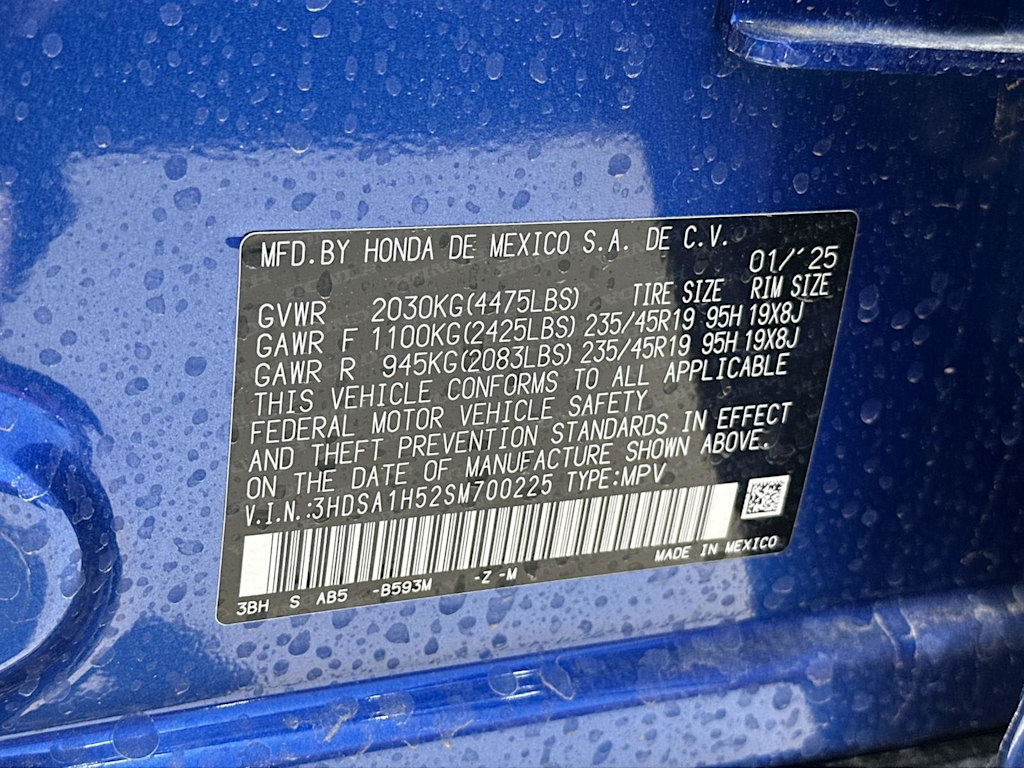 MFD.BY HONDA DE MEXICO S.A. DE C.V.
01/'25
GVWR 2030KG(4475LBS) TIRE SIZE RIM SIZE
GAWR F 1100KG(2425LBS) 235/45R19 95H 19X8J
GAWR R 945KG(2083LBS) 235/45R19 95H 19X8J
THIS VEHICLE CONFORMS TO ALL APPLICABLE
FEDERAL MOTOR VEHICLE SAFETY
AND THEFT PREVENTION STANDARDS IN EFFECT
ON THE DATE OF MANUFACTURE SHOWN ABOVE.
V.I.N.:3HDSA1H52SM700225 TYPE:MPV
MADE IN MEXICO
3BH S AB5 -B593M -Z -M